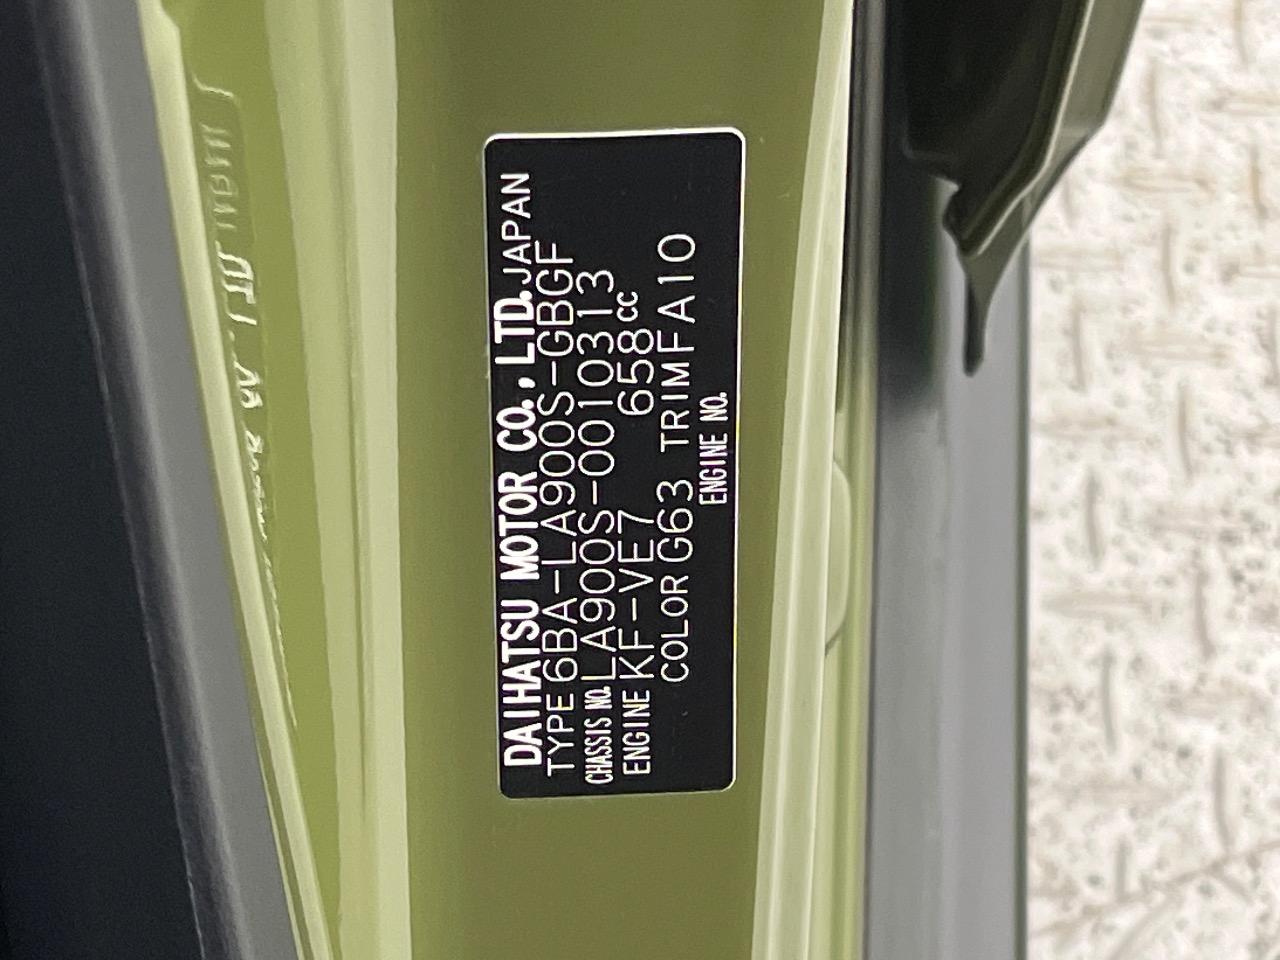 DAIHATSU MOTOR CO., LTD. JAPAN
TYPE 6BA-LA900S-GBGF
CHASSIS NO. LA900S-0010313
ENGINE KF-VE7 658cc
COLOR G63 TRIM FA10
ENGINE NO.